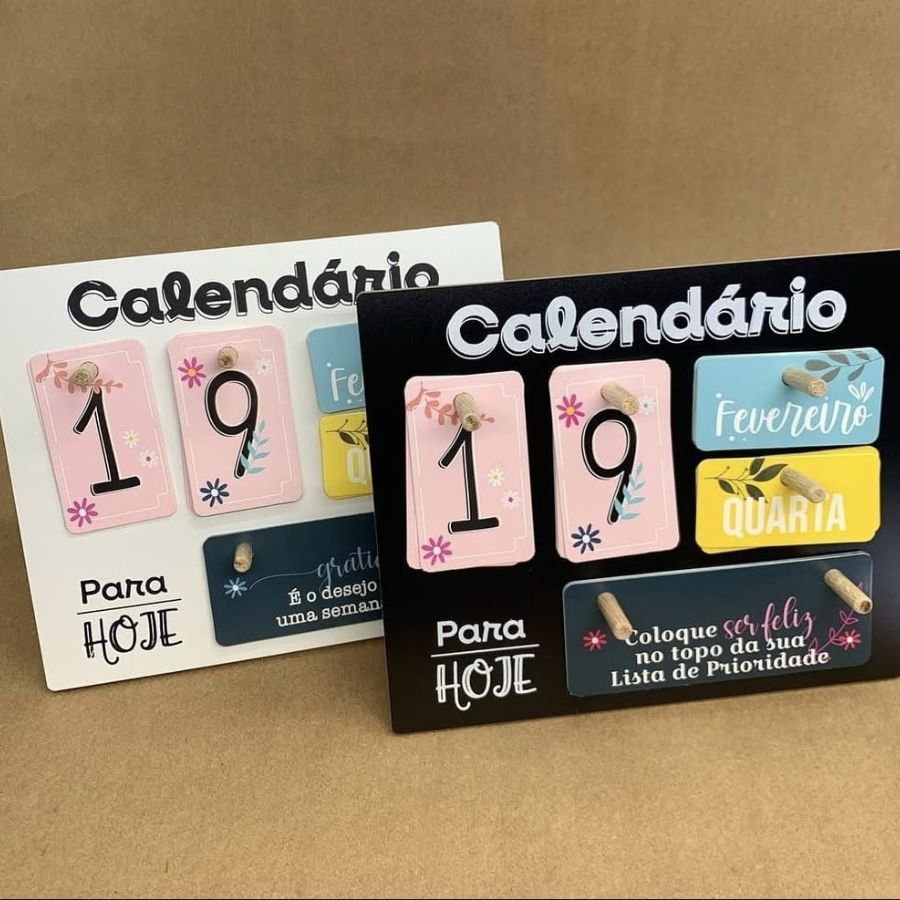 Calendário
1 9
Fe
Q
Para
HOJE
É o desejo
uma semana
Calendário
1 9
Fevereiro
QUARTA
Para
HOJE
Coloque ser feliz
no topo da sua
Lista de Prioridade